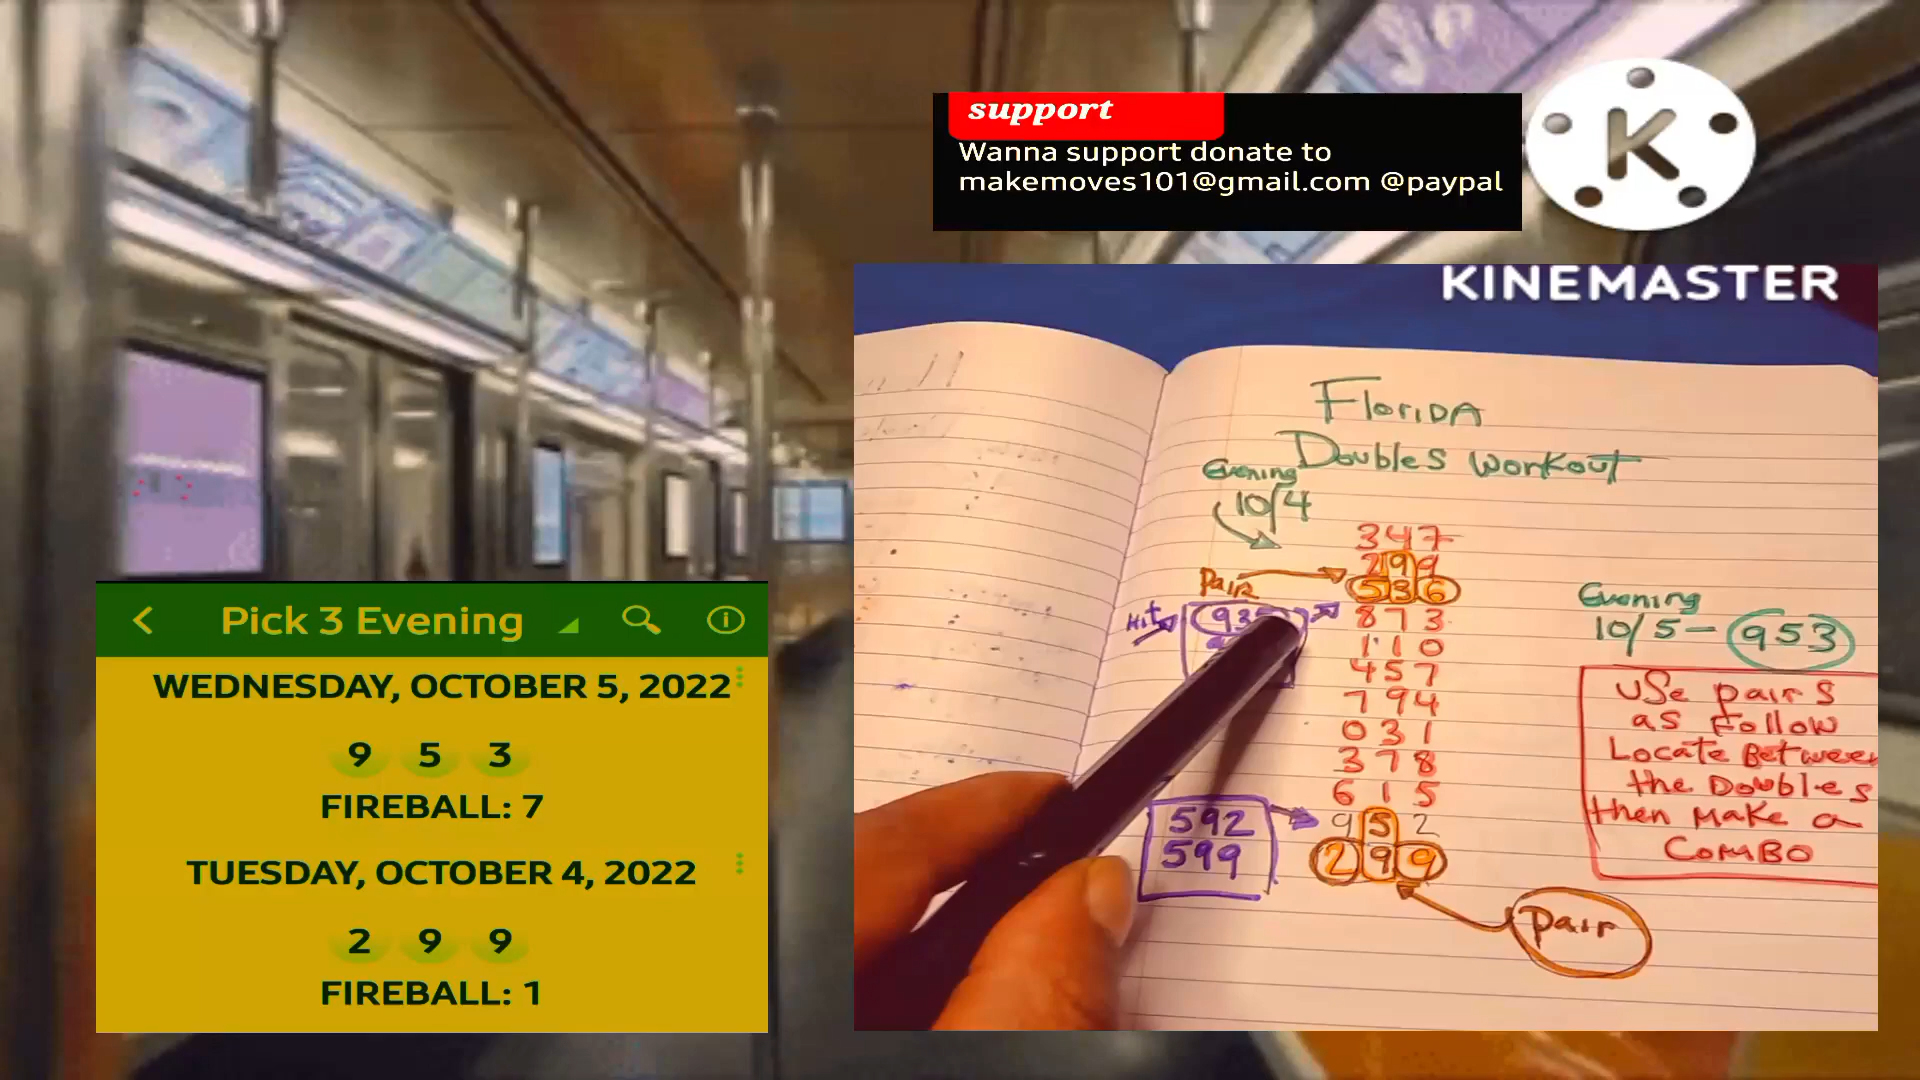 support
Wanna support donate to
makemoves101@gmail.com @paypal
K
KINEMASTER
Pick 3 Evening
WEDNESDAY, OCTOBER 5, 2022
9 5 3
FIREBALL: 7
TUESDAY, OCTOBER 4, 2022
2 9 9
FIREBALL: 1
FLORIDA
DOUBLES WORKOUT
Evening
10/4
347
299
Pair
536
Hit
873
110
457
794
031
378
615
592
952
599
299
Pair
Evening
10/5 - 953
USE PAIRS
AS FOLLOW
LOCATE BETWEEN
THE DOUBLES
THEN MAKE A
COMBO